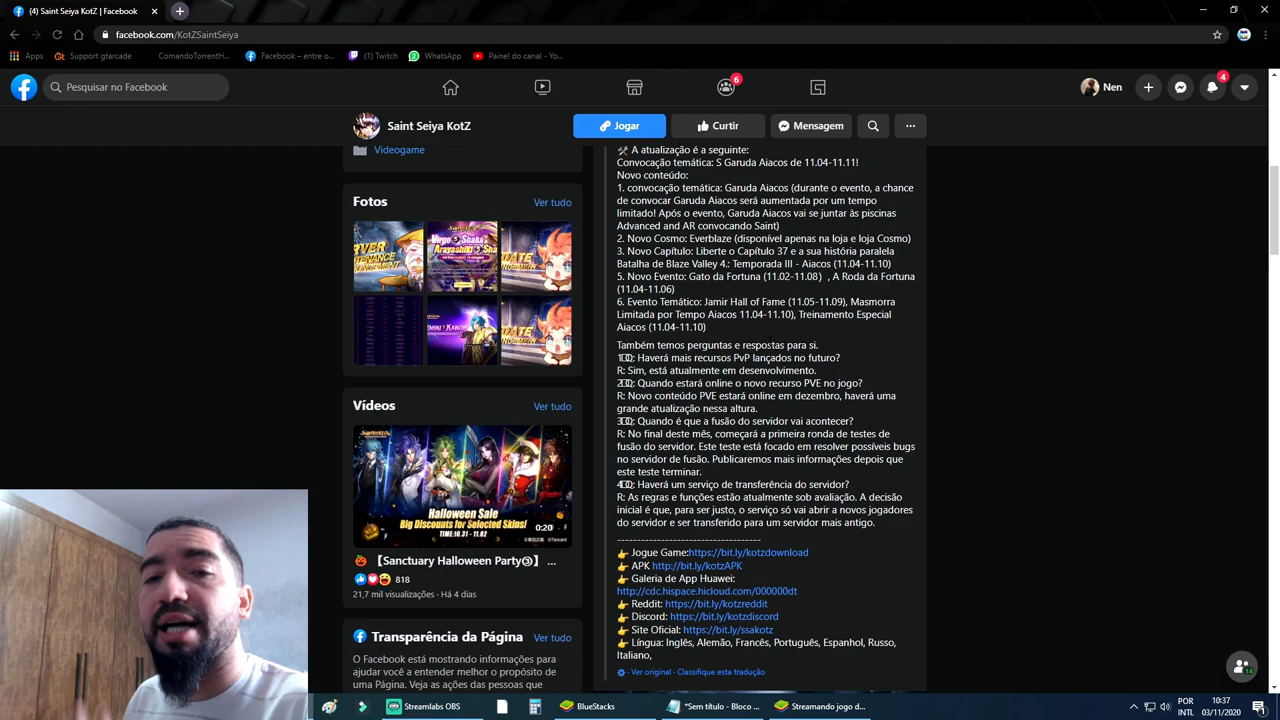 (4) Saint Seiya KotZ | Facebook
facebook.com/KotZSaintSeiya
Apps
Support gtarcade
ComandoTorrentH...
Facebook – entre o...
(1) Twitch
WhatsApp
Painel do canal - Yo...
Pesquisar no Facebook
6
Nen
4
Saint Seiya KotZ
Jogar
Curtir
Mensagem
Videogame
Fotos
Ver tudo
Vídeos
Ver tudo
Halloween Sale
Big Discounts for Selected Skins!
TIME:10.31 - 11.02
0:20
【Sanctuary Halloween Party③】 ...
818
21,7 mil visualizações · Há 4 dias
Transparência da Página
Ver tudo
O Facebook está mostrando informações para
ajudar você a entender melhor o propósito de
uma Página. Veja as ações das pessoas que
A atualização é a seguinte:
Convocação temática: S Garuda Aiacos de 11.04-11.11!
Novo conteúdo:
1. convocação temática: Garuda Aiacos (durante o evento, a chance
de convocar Garuda Aiacos será aumentada por um tempo
limitado! Após o evento, Garuda Aiacos vai se juntar às piscinas
Advanced and AR convocando Saint)
2. Novo Cosmo: Everblaze (disponível apenas na loja e loja Cosmo)
3. Novo Capítulo: Liberte o Capítulo 37 e a sua história paralela
Batalha de Blaze Valley 4.: Temporada III - Aiacos (11.04-11.10)
5. Novo Evento: Gato da Fortuna (11.02-11.08) , A Roda da Fortuna
(11.04-11.06)
6. Evento Temático: Jamir Hall of Fame (11.05-11.09), Masmorra
Limitada por Tempo Aiacos 11.04-11.10), Treinamento Especial
Aiacos (11.04-11.10)
Também temos perguntas e respostas para si.
1Q: Haverá mais recursos PvP lançados no futuro?
R: Sim, está atualmente em desenvolvimento.
2Q: Quando estará online o novo recurso PVE no jogo?
R: Novo conteúdo PVE estará online em dezembro, haverá uma
grande atualização nessa altura.
3Q: Quando é que a fusão do servidor vai acontecer?
R: No final deste mês, começará a primeira ronda de testes de
fusão do servidor. Este teste está focado em resolver possíveis bugs
no servidor de fusão. Publicaremos mais informações depois que
este teste terminar.
4Q: Haverá um serviço de transferência do servidor?
R: As regras e funções estão atualmente sob avaliação. A decisão
inicial é que, para ser justo, o serviço só vai abrir a novos jogadores
do servidor e ser transferido para um servidor mais antigo.
-----------------------------------
Jogue Game:https://bit.ly/kotzdownload
APK http://bit.ly/kotzAPK
Galeria de App Huawei:
http://cdc.hispace.hicloud.com/000000dt
Reddit: https://bit.ly/kotzreddit
Discord: https://bit.ly/kotzdiscord
Site Oficial: https://bit.ly/ssakotz
Língua: Inglês, Alemão, Francês, Português, Espanhol, Russo,
Italiano,
· Ver original · Classifique esta tradução
14
Streamlabs OBS
BlueStacks
*Sem título - Bloco ...
Streamando jogo d...
POR
INTL
10:37
03/11/2020
1